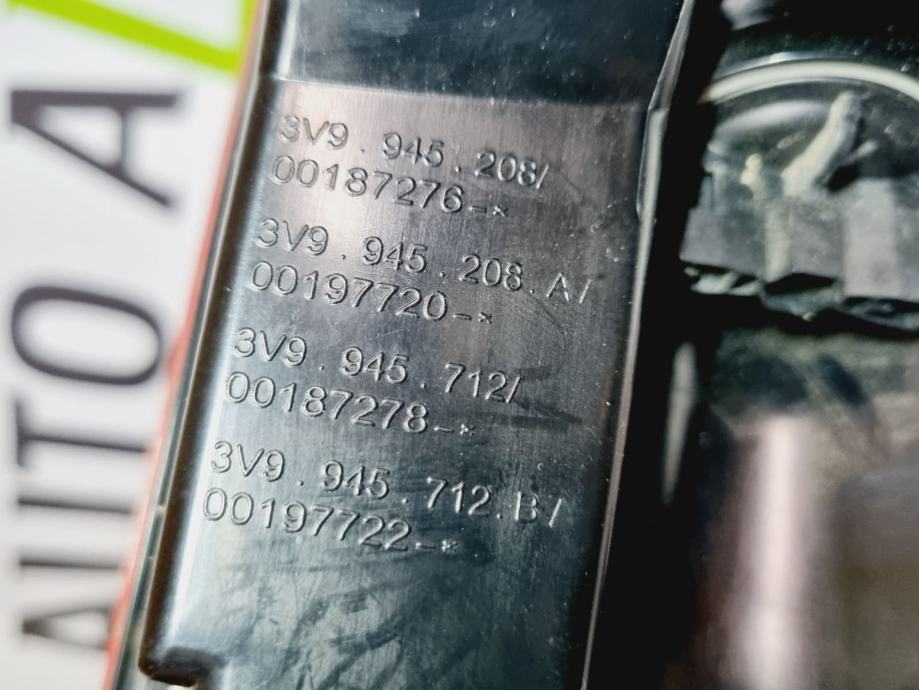 3V9.945.208/
00187276-*
3V9.945.208.A/
00197720-*
3V9.945.712/
00187278-*
3V9.945.712.B/
00197722-*
AUTO A